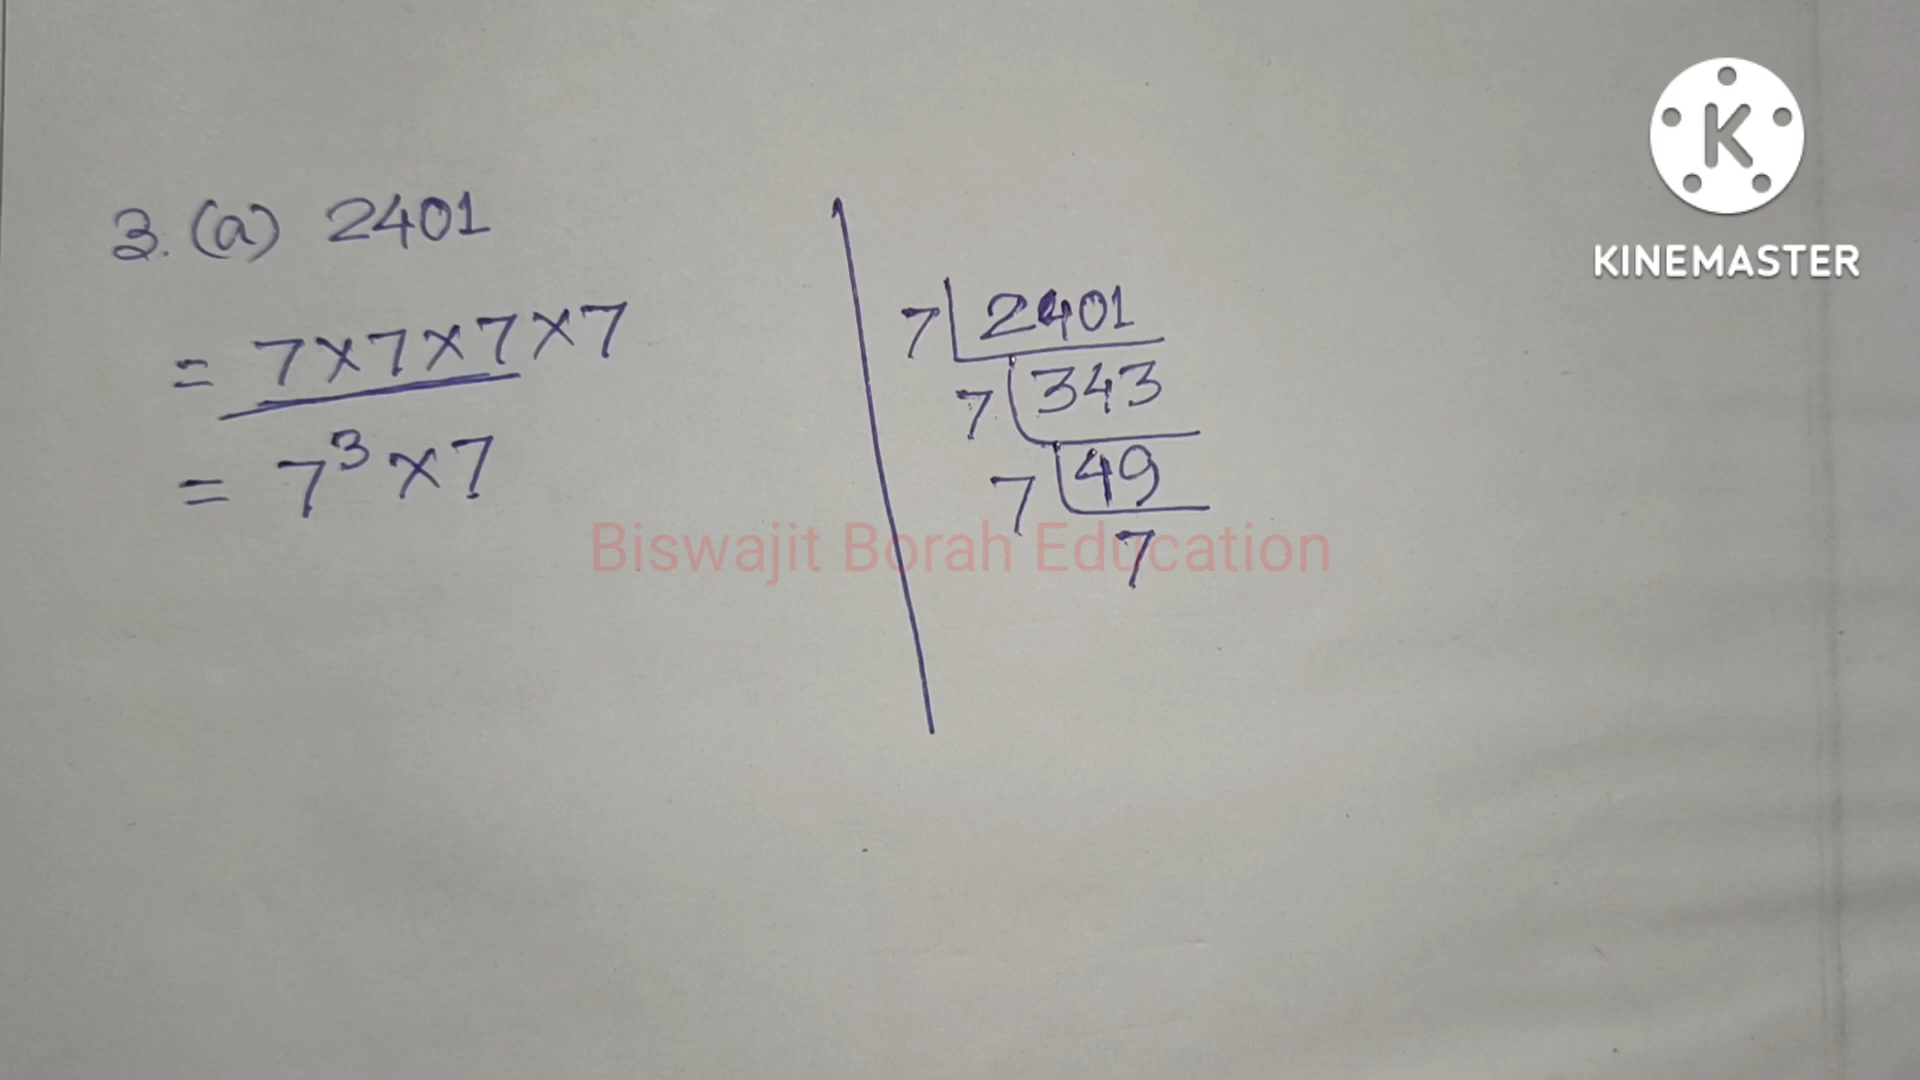 3. (a) 2401
= 7×7×7×7
= 7³×7
7 2401
7 343
7 49
7
Biswajit Borah Education
K
KINEMASTER